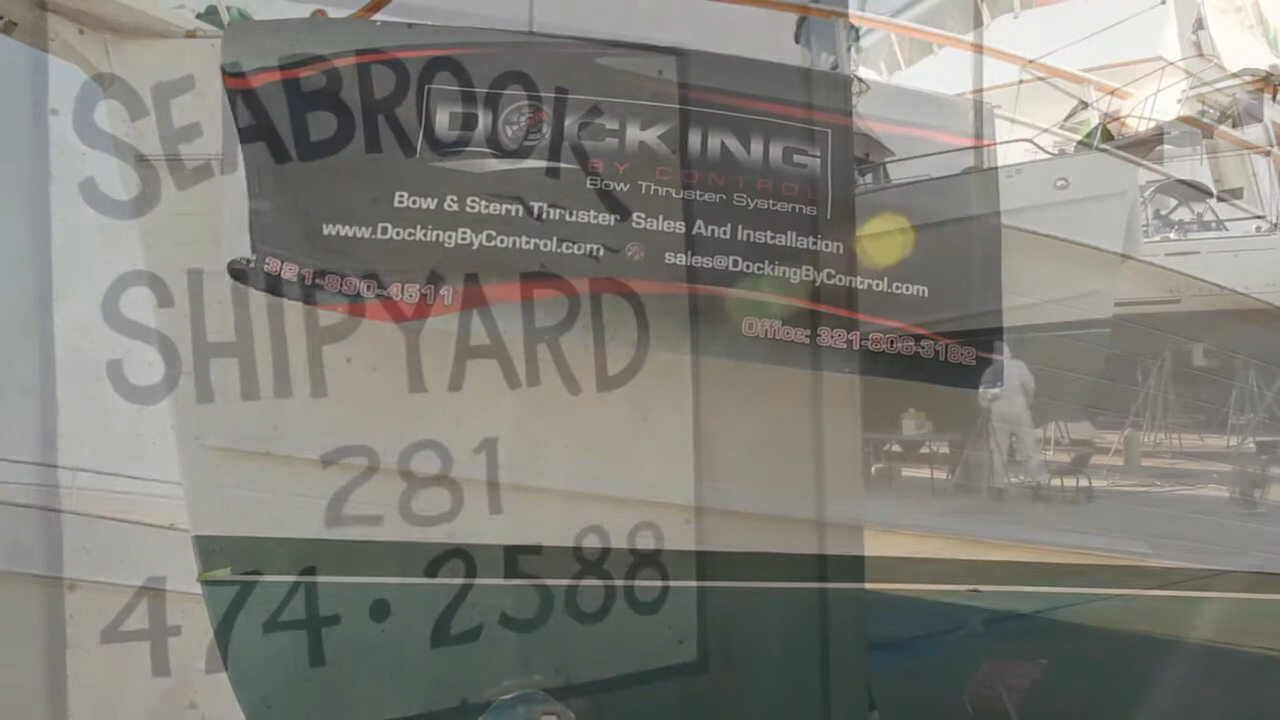 SEABROOK
SHIPYARD
281
474·2588
DOCKING
BY CONTROL
Bow Thruster Systems
Bow & Stern Thruster Sales And Installation
www.DockingByControl.com sales@DockingByControl.com
321-890-4511
Office: 321-806-3182